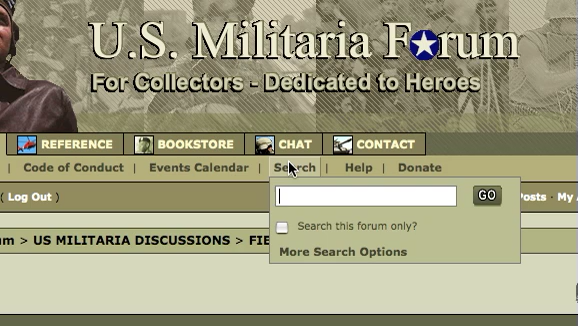 U.S. Militaria Forum
For Collectors - Dedicated to Heroes
REFERENCE BOOKSTORE CHAT CONTACT
| Code of Conduct | Events Calendar | Search | Help | Donate
( Log Out ) Posts · My
GO
Search this forum only?
> US MILITARIA DISCUSSIONS >
More Search Options